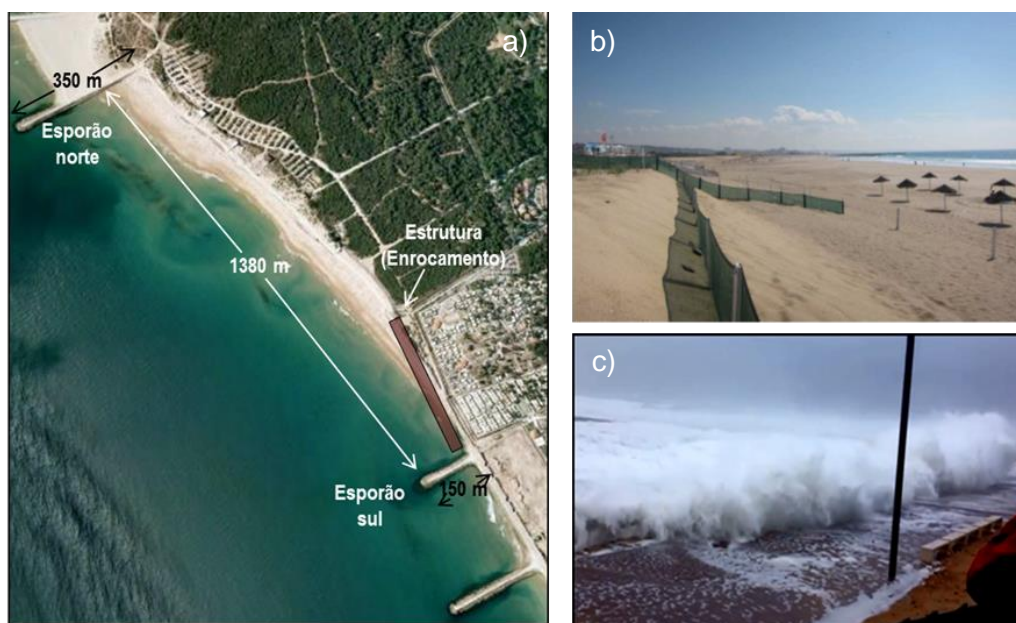 a)
350 m
Esporão
norte
1380 m
Estrutura
(Enrocamento)
Esporão
sul
150 m
b)
c)